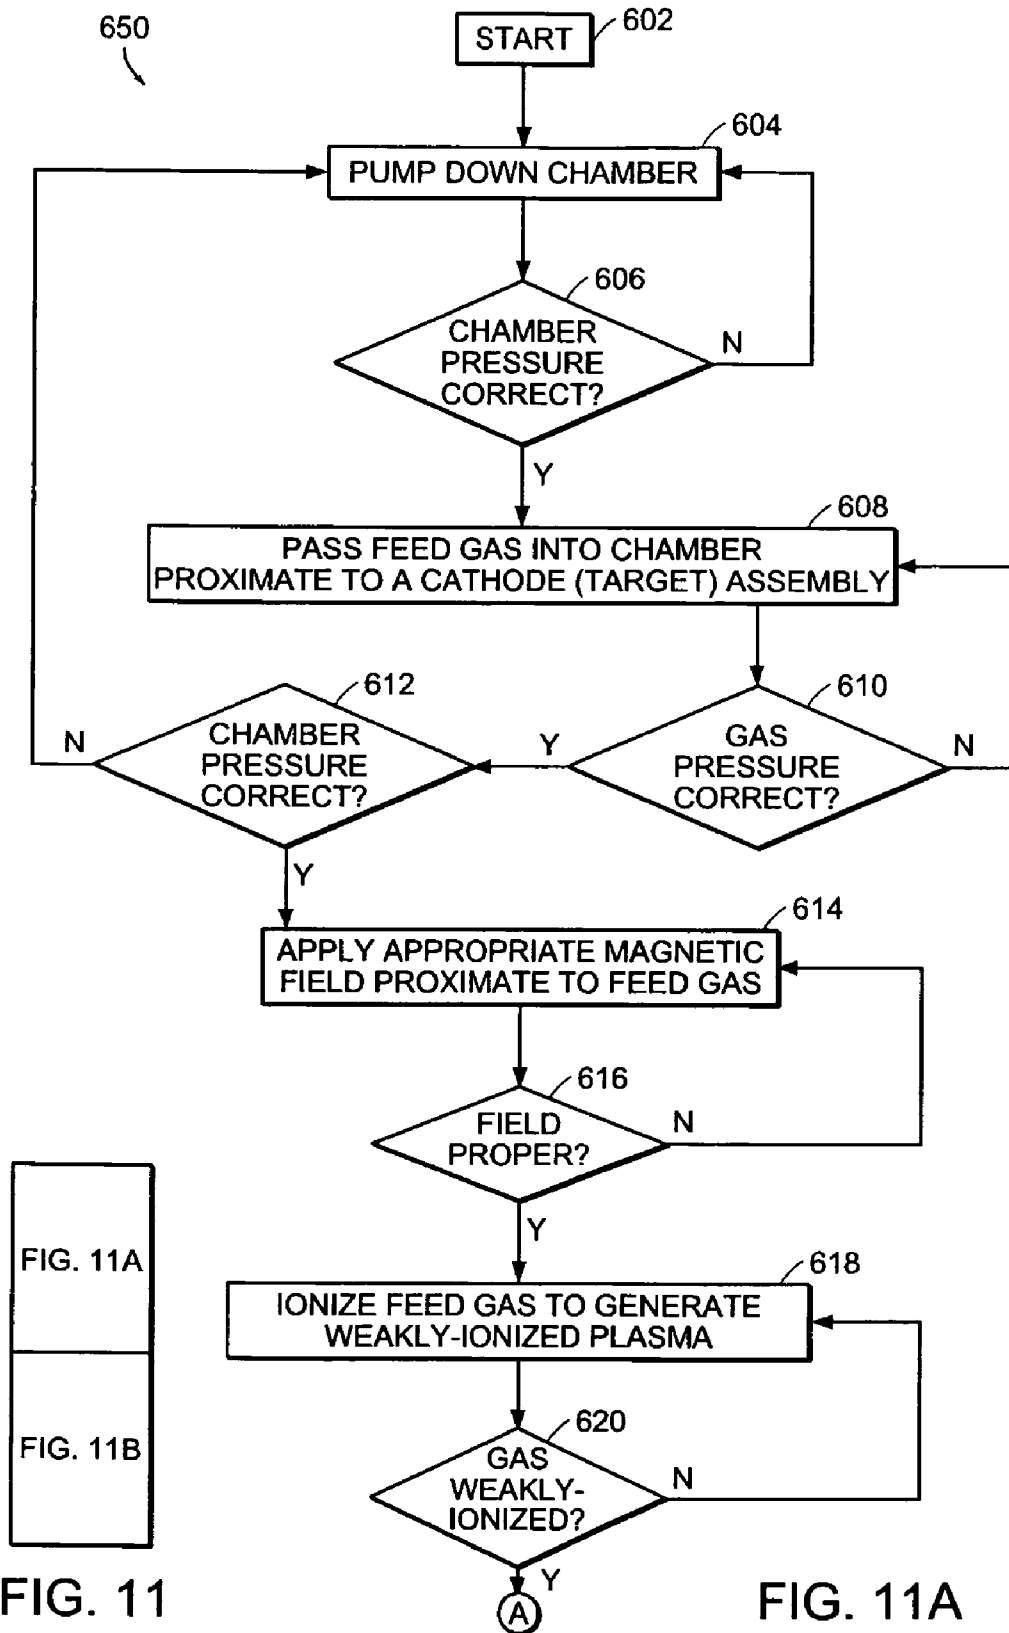 650
START
602
604
PUMP DOWN CHAMBER
606
CHAMBER
PRESSURE
CORRECT?
N
Y
608
PASS FEED GAS INTO CHAMBER
PROXIMATE TO A CATHODE (TARGET) ASSEMBLY
612
610
N
CHAMBER
PRESSURE
CORRECT?
Y
GAS
PRESSURE
CORRECT?
N
Y
614
APPLY APPROPRIATE MAGNETIC
FIELD PROXIMATE TO FEED GAS
616
FIELD
PROPER?
N
Y
618
IONIZE FEED GAS TO GENERATE
WEAKLY-IONIZED PLASMA
620
GAS
WEAKLY-
IONIZED?
N
Y
A
FIG. 11A
FIG. 11B
FIG. 11
FIG. 11A